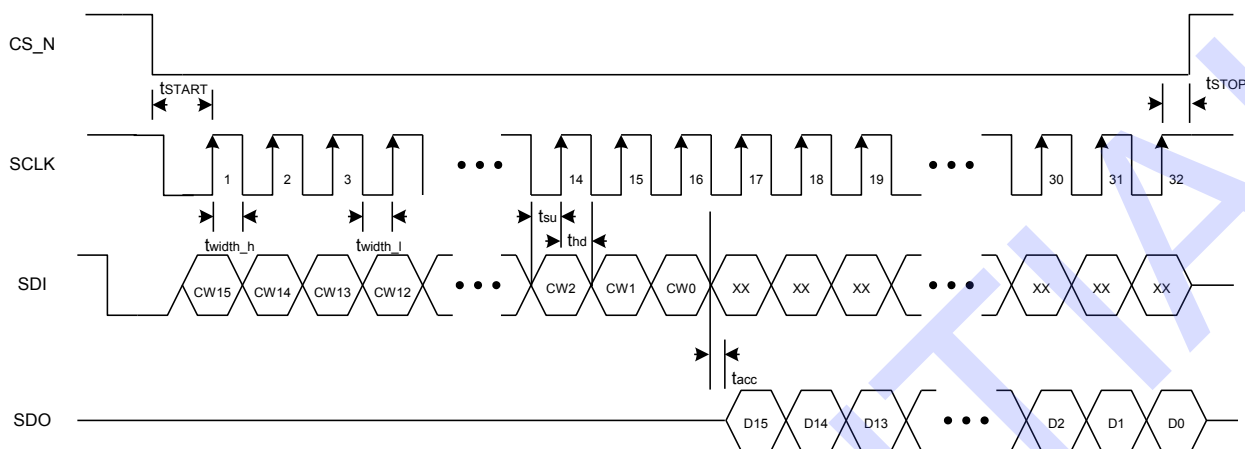 CS_N
tSTART
tSTOP
SCLK
1 2 3 14 15 16 17 18 19 30 31 32
twidth_h twidth_l tsu thd
SDI
CW15 CW14 CW13 CW12 CW2 CW1 CW0 XX XX XX XX XX XX
tacc
SDO
D15 D14 D13 D2 D1 D0